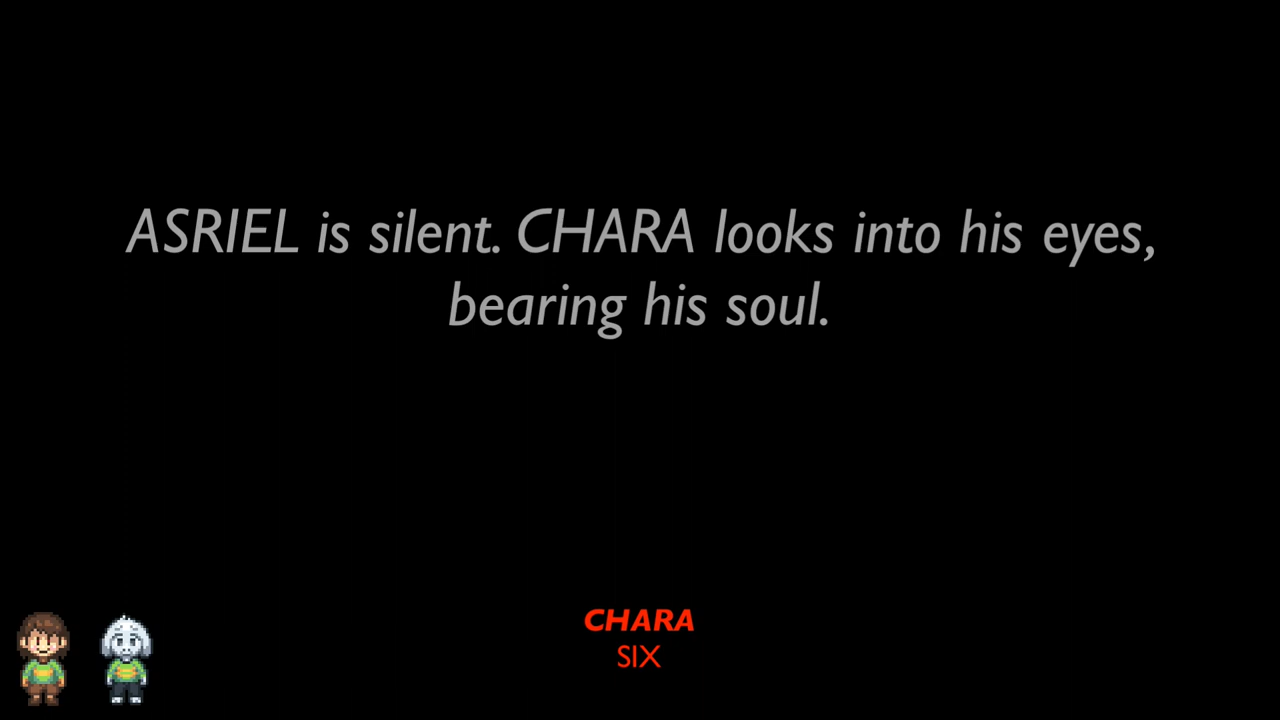 ASRIEL is silent. CHARA looks into his eyes,
bearing his soul.
CHARA
SIX